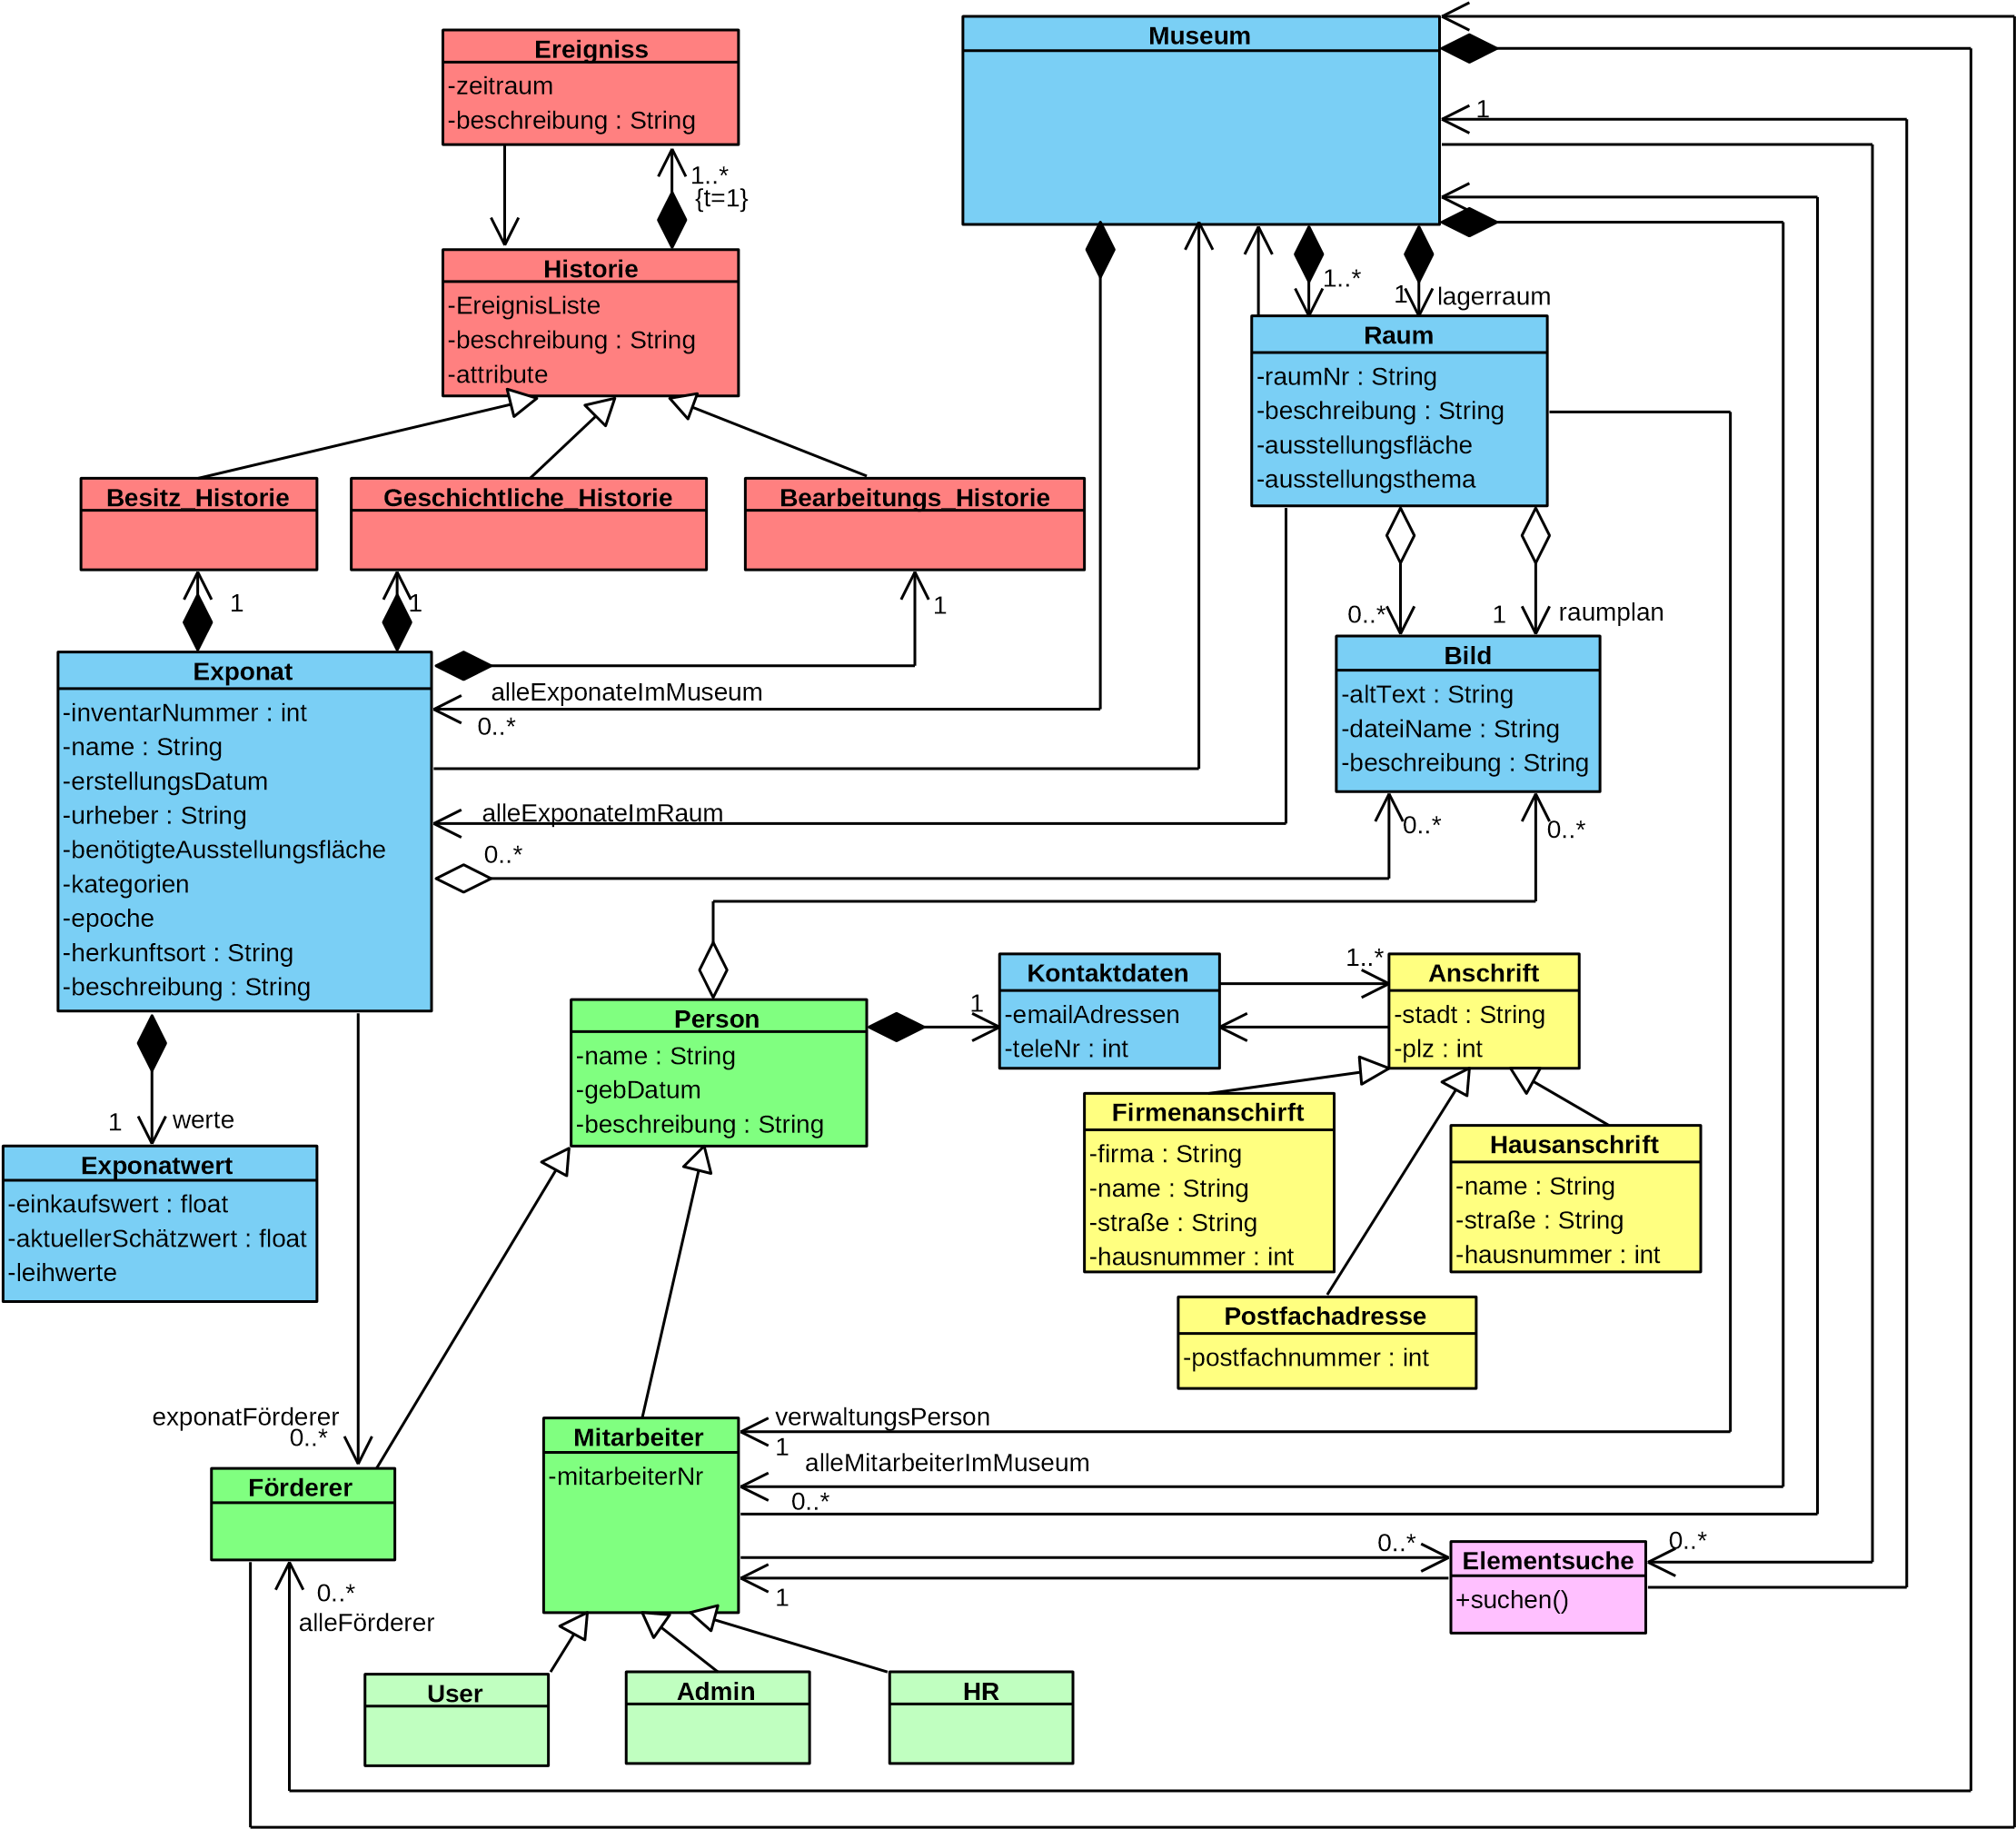 Ereigniss
-zeitraum
-beschreibung : String
1..*
{t=1}
Historie
-EreignisListe
-beschreibung : String
-attribute
Museum
1
1..*
1
lagerraum
Raum
-raumNr : String
-beschreibung : String
-ausstellungsfläche
-ausstellungsthema
Besitz_Historie
Geschichtliche_Historie
Bearbeitungs_Historie
1
1
1
0..*
1
raumplan
Exponat
-inventarNummer : int
-name : String
-erstellungsDatum
-urheber : String
-benötigteAusstellungsfläche
-kategorien
-epoche
-herkunftsort : String
-beschreibung : String
alleExponateImMuseum
0..*
alleExponateImRaum
0..*
Bild
-altText : String
-dateiName : String
-beschreibung : String
0..*
0..*
Person
-name : String
-gebDatum
-beschreibung : String
1
Kontaktdaten
-emailAdressen
-teleNr : int
1..*
Anschrift
-stadt : String
-plz : int
1
werte
Exponatwert
-einkaufswert : float
-aktuellerSchätzwert : float
-leihwerte
Firmenanschirft
-firma : String
-name : String
-straße : String
-hausnummer : int
Hausanschrift
-name : String
-straße : String
-hausnummer : int
Postfachadresse
-postfachnummer : int
exponatFörderer
0..*
Förderer
0..*
alleFörderer
Mitarbeiter
-mitarbeiterNr
verwaltungsPerson
1
alleMitarbeiterImMuseum
0..*
0..*
1
Elementsuche
+suchen()
0..*
User
Admin
HR